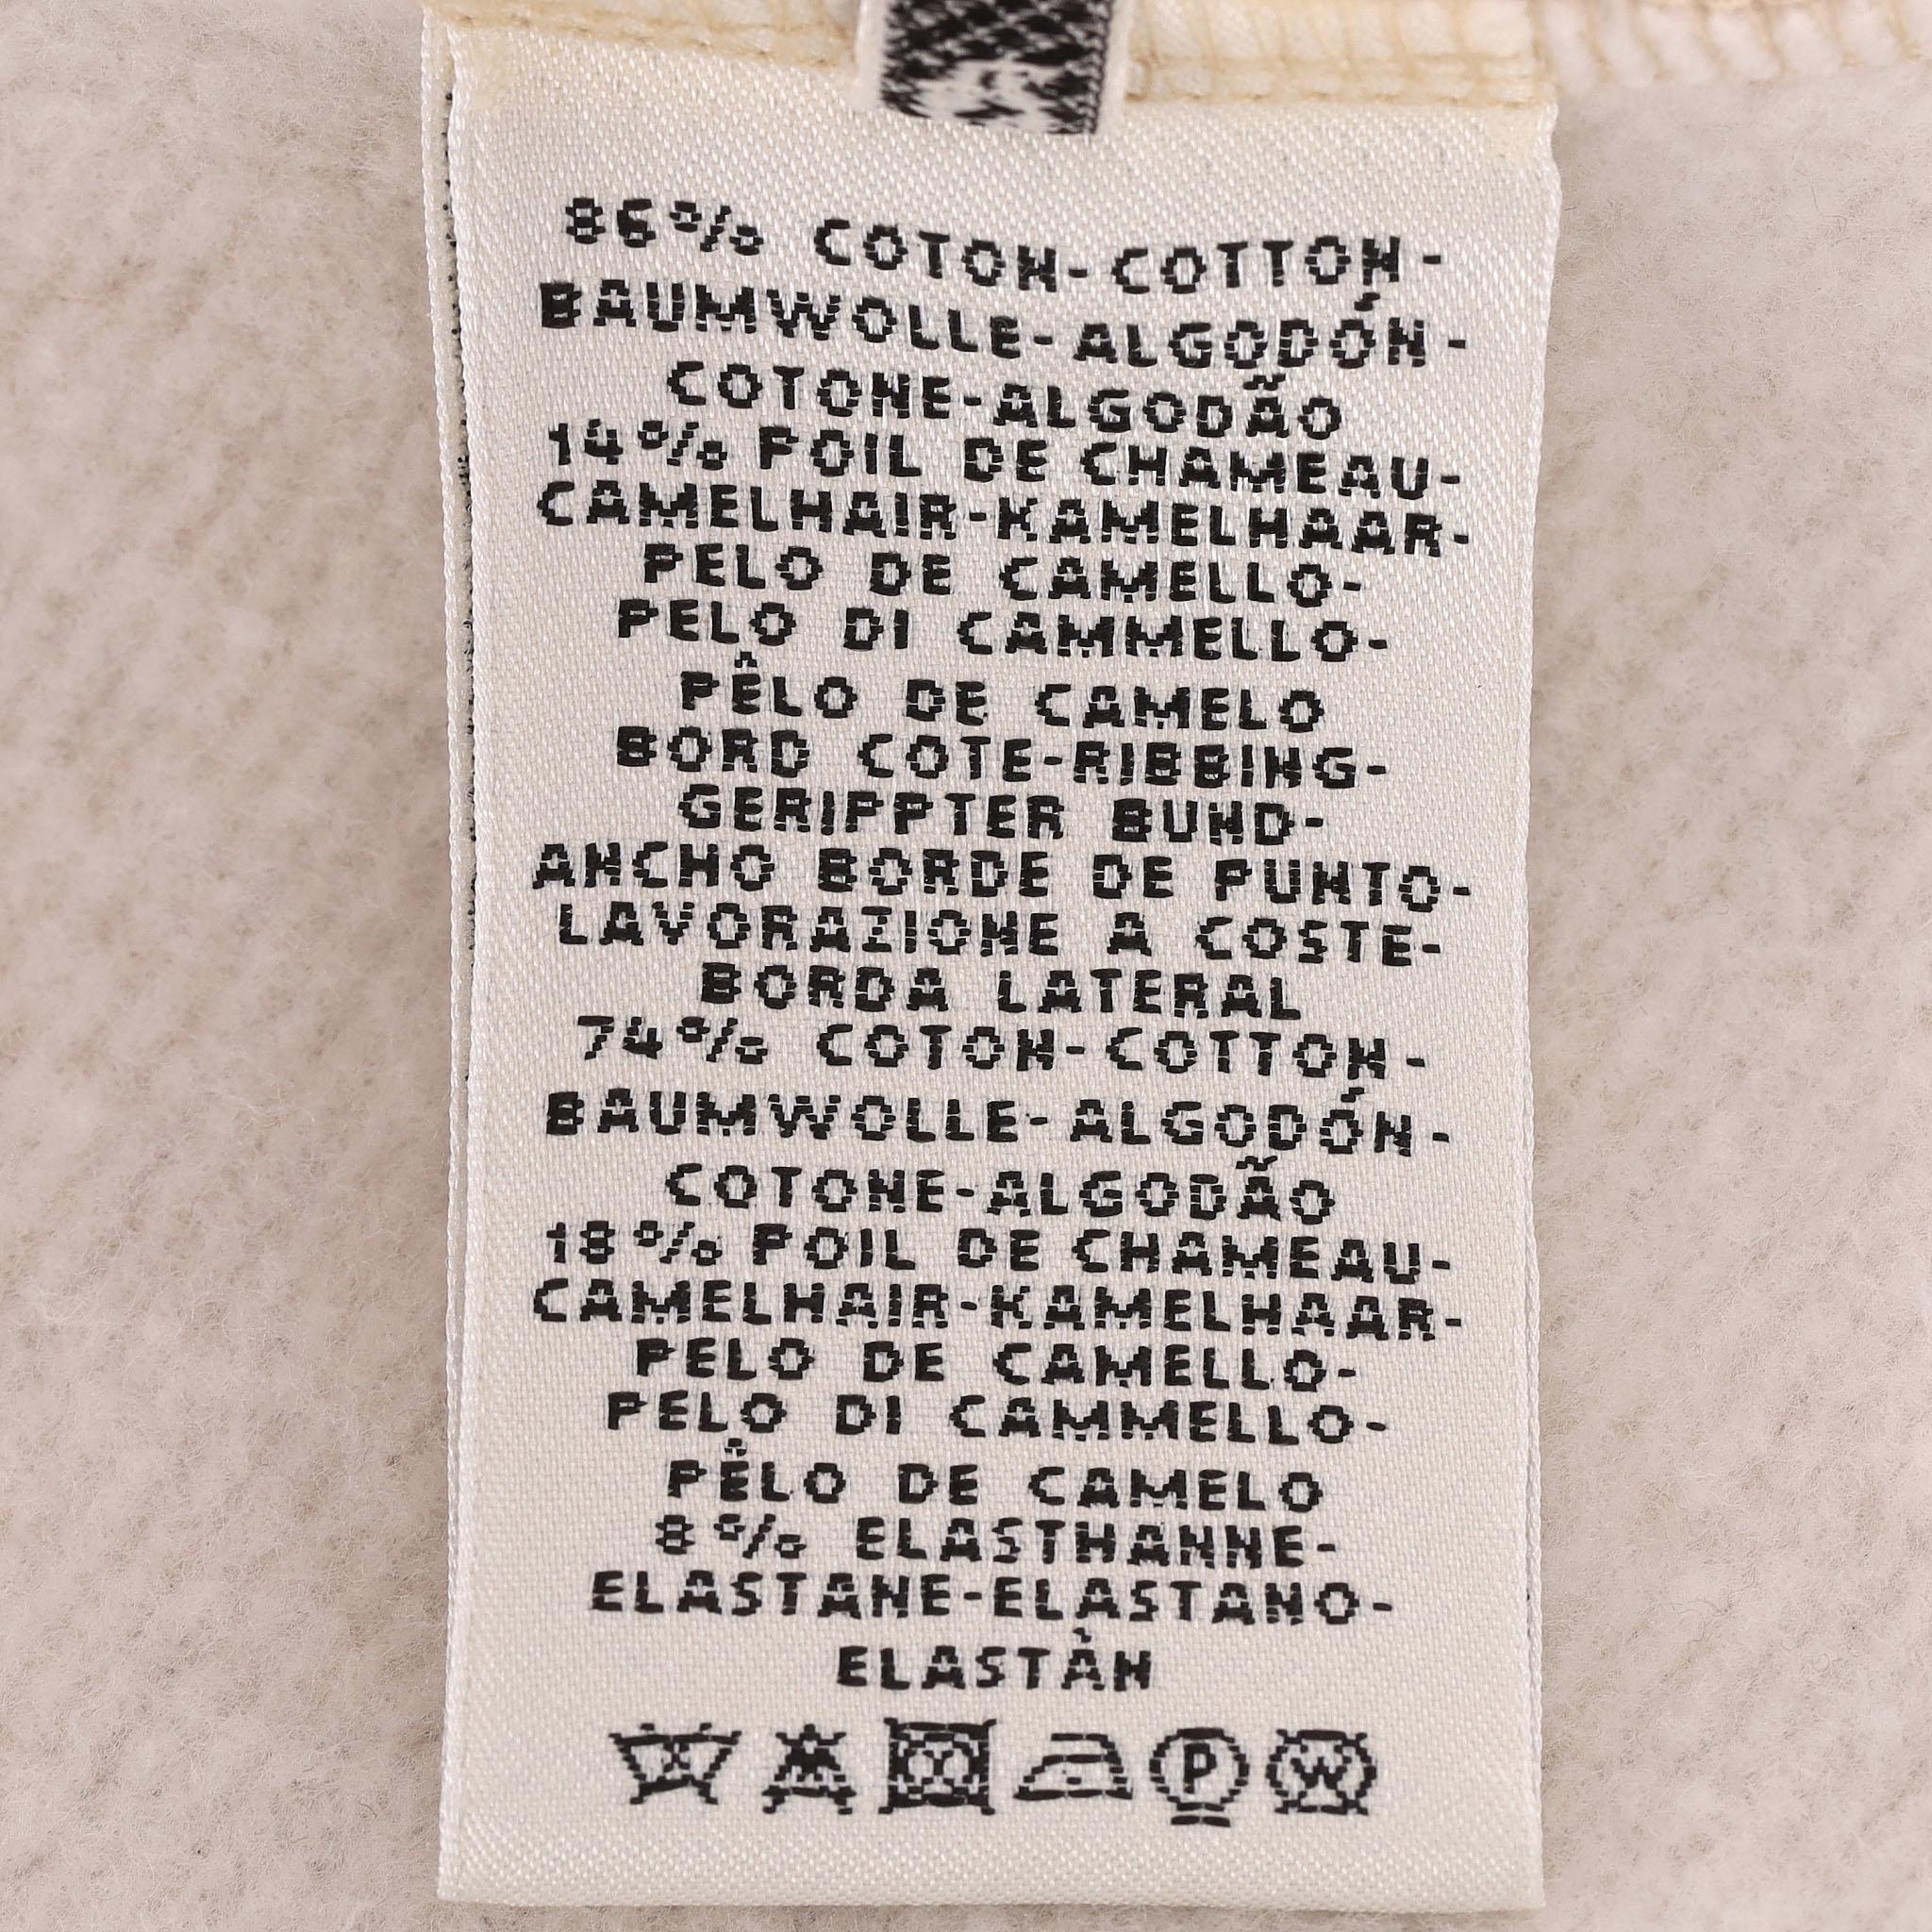 86% COTON-COTTON-
BAUMWOLLE-ALGODÓN-
COTONE-ALGODÃO
14% POIL DE CHAMEAU-
CAMELHAIR-KAMELHAAR-
PELO DE CAMELLO-
PELO DI CAMMELLO-
PÊLO DE CAMELO
BORD COTE-RIBBING-
GERIPPTER BUND-
ANCHO BORDE DE PUNTO-
LAVORAZIONE A COSTE-
BORDA LATERAL
74% COTON-COTTON-
BAUMWOLLE-ALGODÓN-
COTONE-ALGODÃO
18% POIL DE CHAMEAU-
CAMELHAIR-KAMELHAAR-
PELO DE CAMELLO-
PELO DI CAMMELLO-
PÊLO DE CAMELO
8% ELASTHANNE-
ELASTANE-ELASTANO-
ELASTÀN
P W